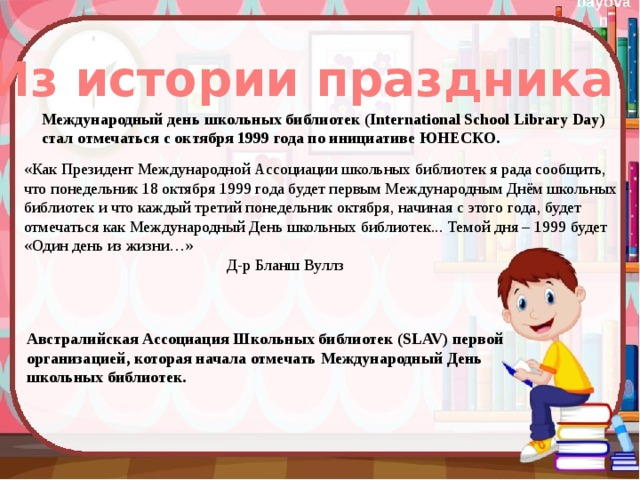 bayova
n
Из истории праздника
Международный день школьных библиотек (International School Library Day)
стал отмечаться с октября 1999 года по инициативе ЮНЕСКО.
«Как Президент Международной Ассоциации школьных библиотек я рада сообщить,
что понедельник 18 октября 1999 года будет первым Международным Днём школьных
библиотек и что каждый третий понедельник октября, начиная с этого года, будет
отмечаться как Международный День школьных библиотек... Темой дня – 1999 будет
«Один день из жизни…»
Д-р Бланш Вуллз
Австралийская Ассоциация Школьных библиотек (SLAV) первой
организацией, которая начала отмечать Международный День
школьных библиотек.